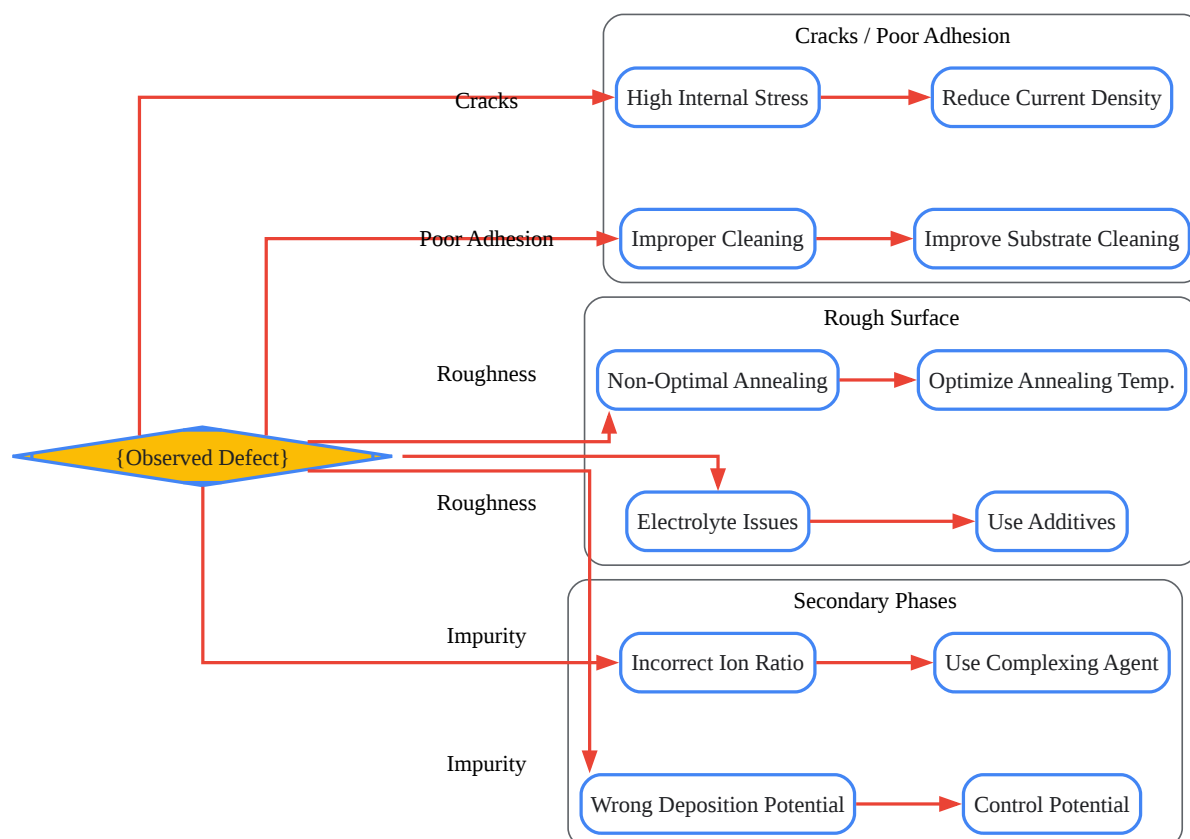 Cracks / Poor Adhesion
Cracks
High Internal Stress
Reduce Current Density
Poor Adhesion
Improper Cleaning
Improve Substrate Cleaning
Rough Surface
Roughness
Non-Optimal Annealing
Optimize Annealing Temp.
{Observed Defect}
Roughness
Electrolyte Issues
Use Additives
Secondary Phases
Impurity
Incorrect Ion Ratio
Use Complexing Agent
Impurity
Wrong Deposition Potential
Control Potential